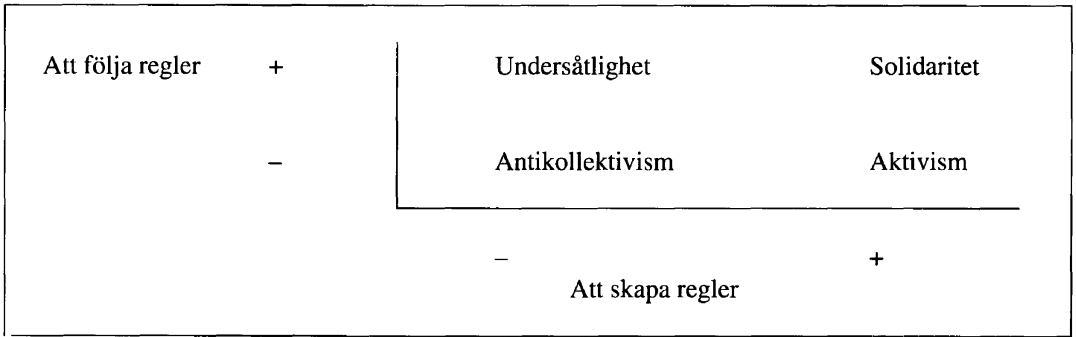 Att följa regler + Undersåtlighet Solidaritet
– Antikollektivism Aktivism
– +
Att skapa regler